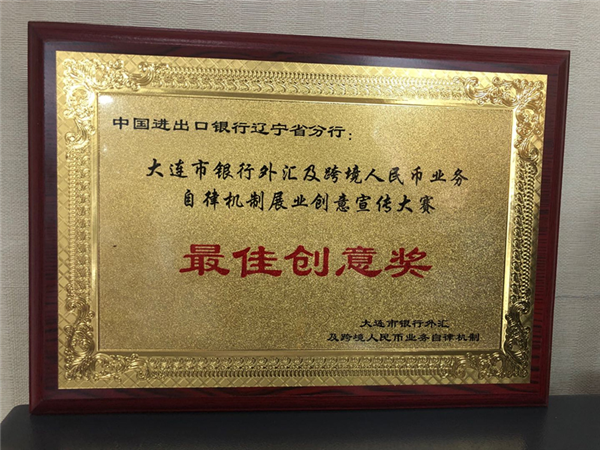 中国进出口银行辽宁省分行：
大连市银行外汇及跨境人民币业务
自律机制展业创意宣传大赛
最佳创意奖
大连市银行外汇
及跨境人民币业务自律机制